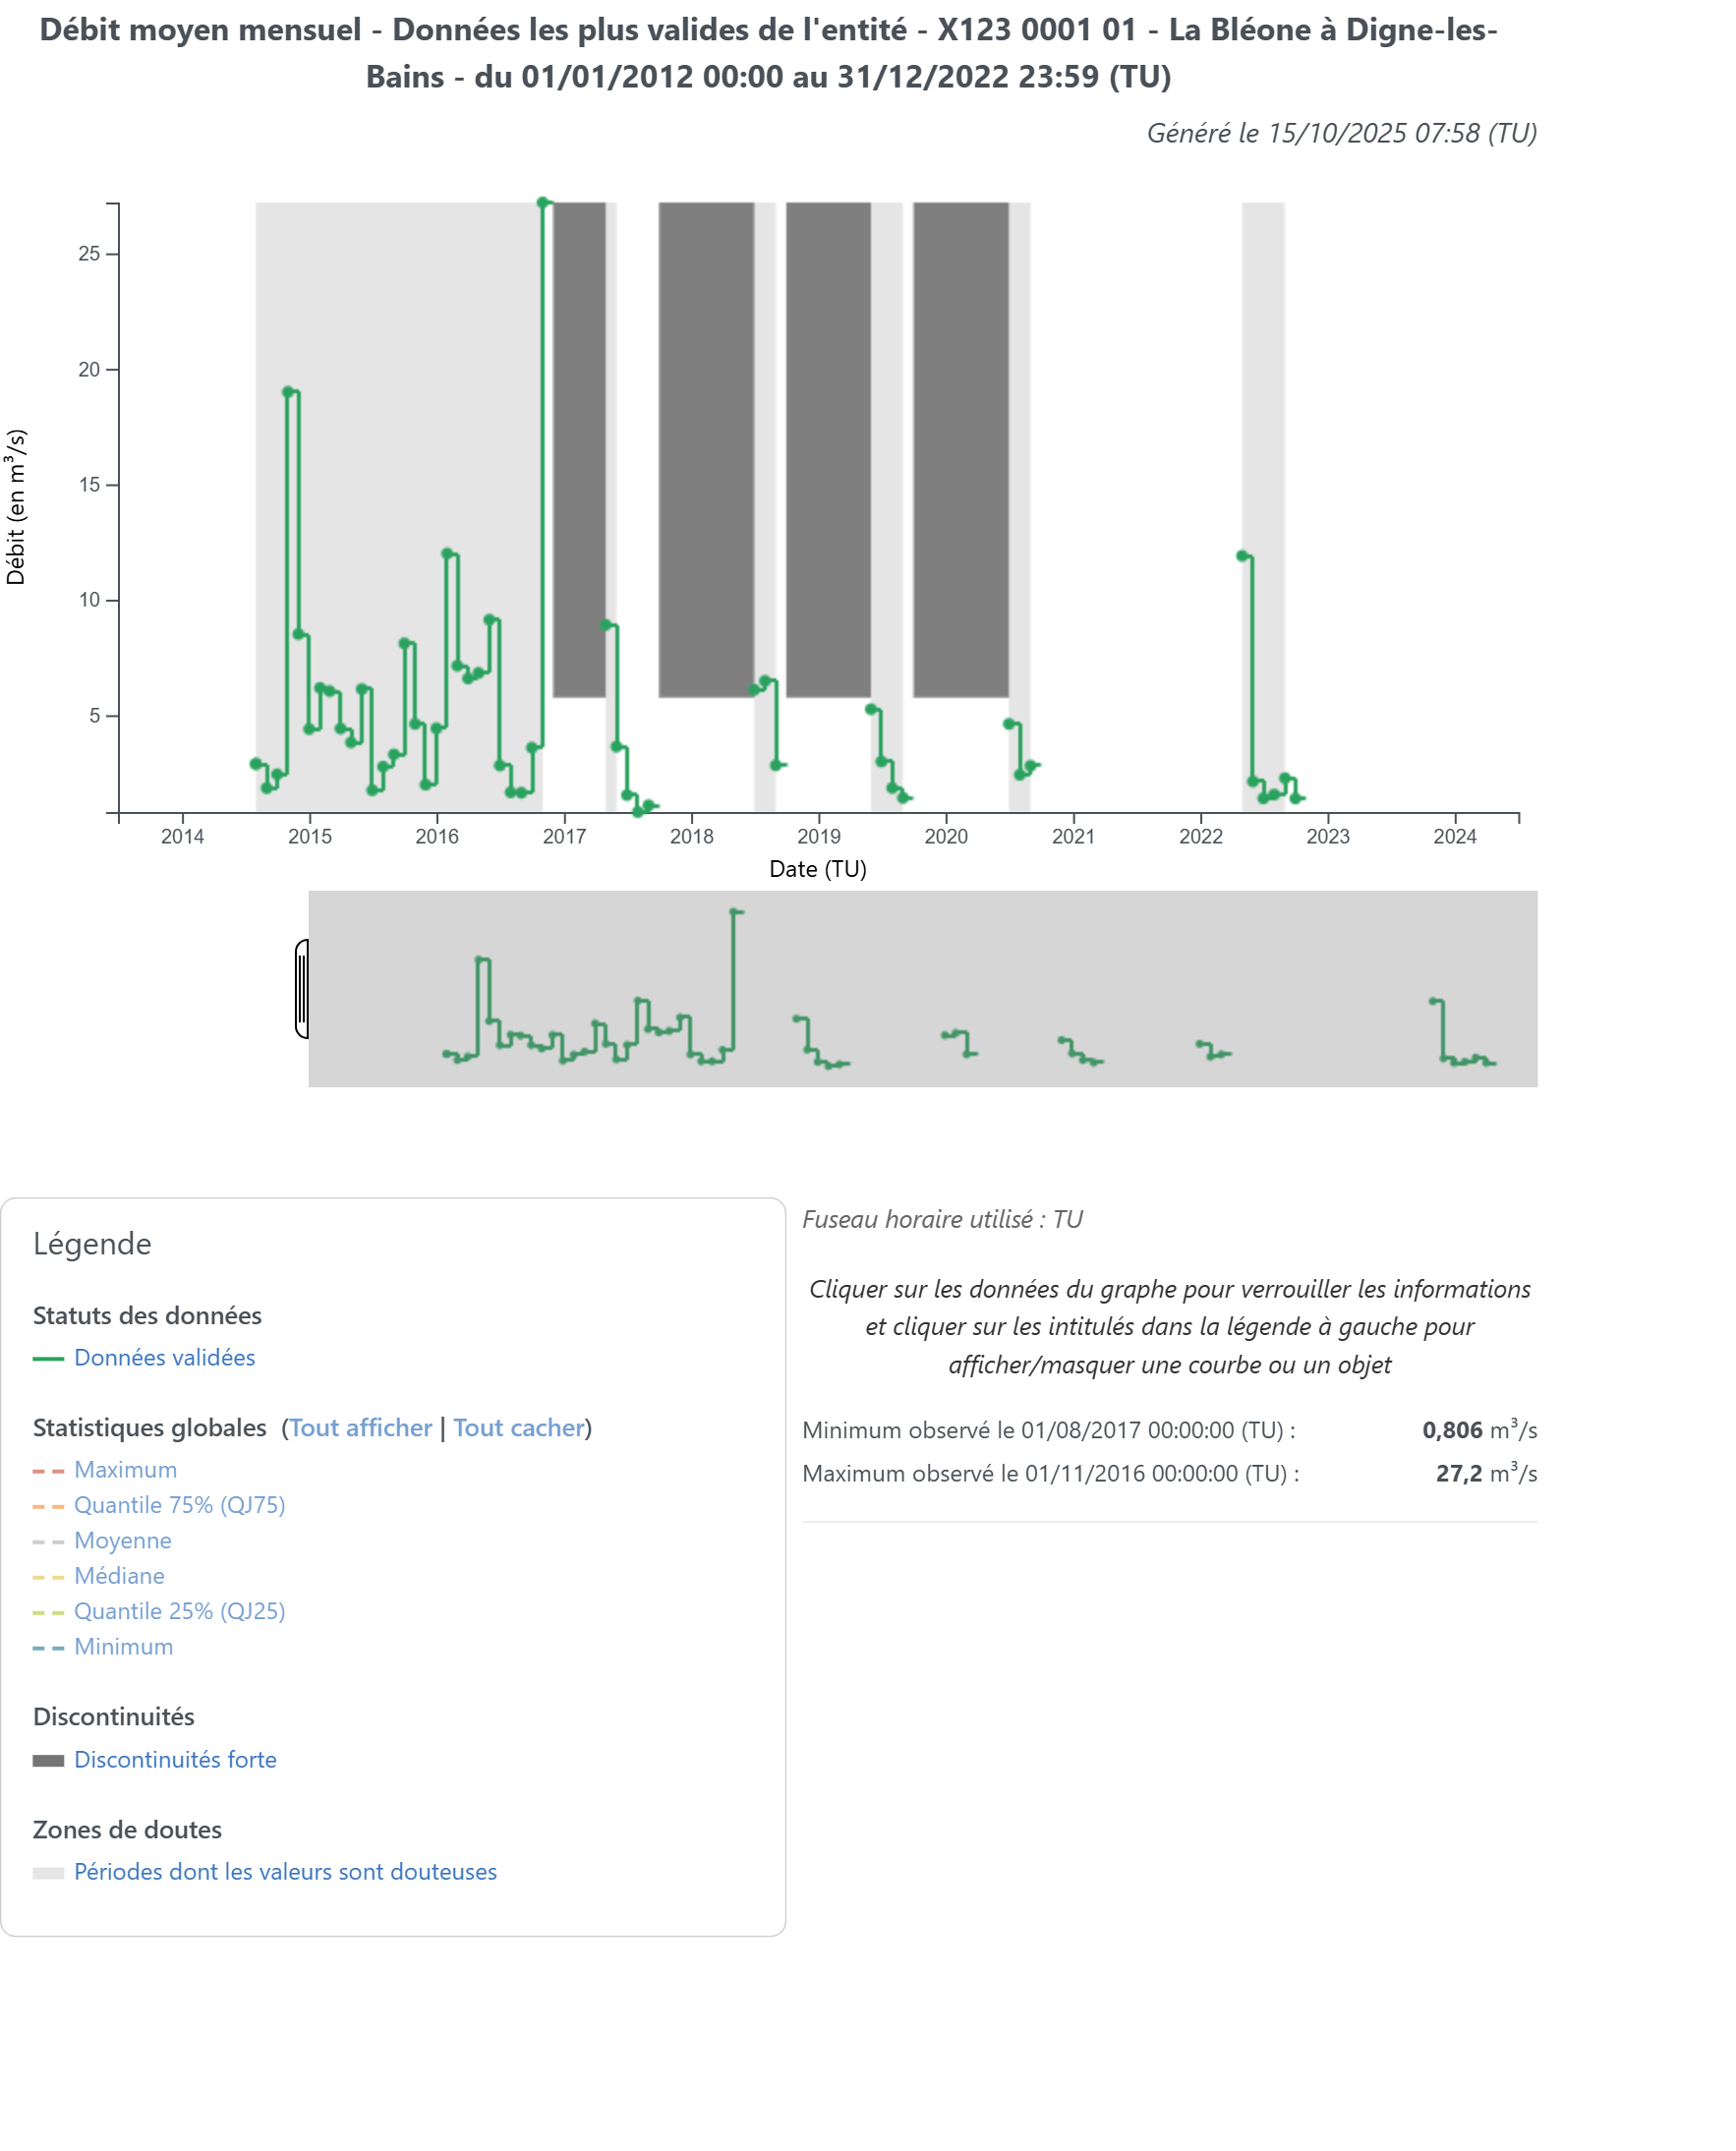 Débit moyen mensuel - Données les plus valides de l'entité - X123 0001 01 - La Bléone à Digne-les-
Bains - du 01/01/2012 00:00 au 31/12/2022 23:59 (TU)
Généré le 15/10/2025 07:58 (TU)
Débit (en m³/s)
25
20
15
10
5
2014 2015 2016 2017 2018 2019 2020 2021 2022 2023 2024
Date (TU)
Légende
Statuts des données
Données validées
Statistiques globales (Tout afficher | Tout cacher)
Maximum
Quantile 75% (QJ75)
Moyenne
Médiane
Quantile 25% (QJ25)
Minimum
Discontinuités
Discontinuités forte
Zones de doutes
Périodes dont les valeurs sont douteuses
Fuseau horaire utilisé : TU
Cliquer sur les données du graphe pour verrouiller les informations
et cliquer sur les intitulés dans la légende à gauche pour
afficher/masquer une courbe ou un objet
Minimum observé le 01/08/2017 00:00:00 (TU) : 0,806 m³/s
Maximum observé le 01/11/2016 00:00:00 (TU) : 27,2 m³/s